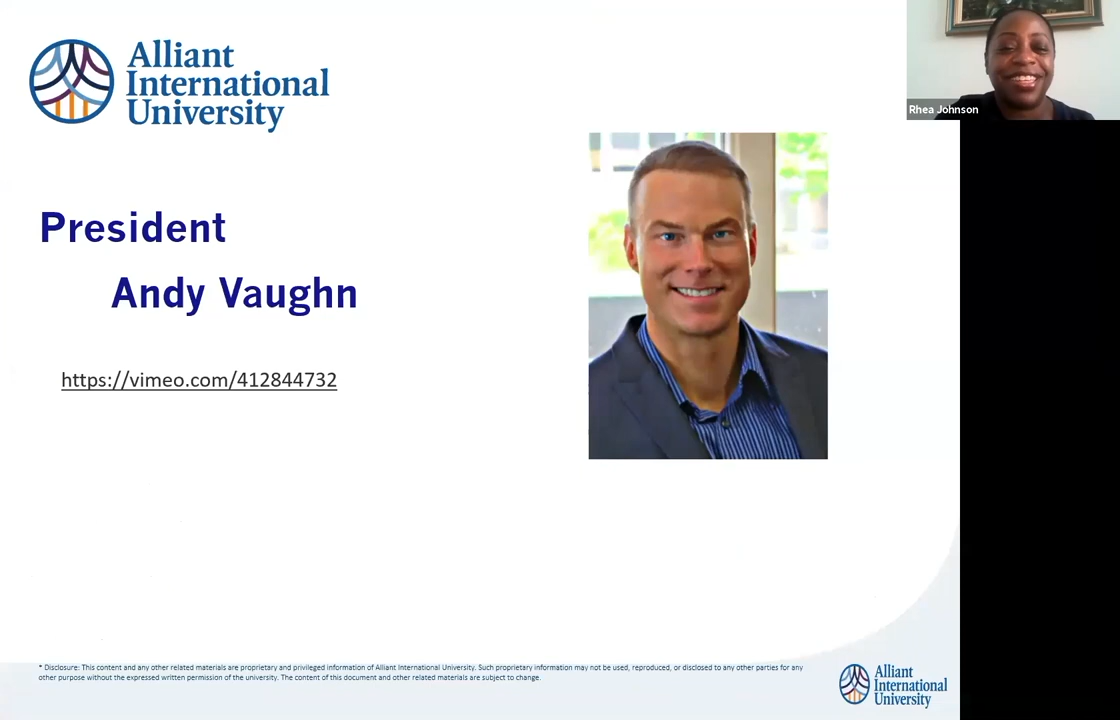 Alliant
International
University
Rhea Johnson
President
Andy Vaughn
https://vimeo.com/412844732
* Disclosure: This content and any other related materials are proprietary and privileged information of Alliant International University. Such proprietary information may not be used, reproduced, or disclosed to any other parties for any
other purpose without the expressed written permission of the university. The content of this document and other related materials are subject to change.
Alliant
International
University